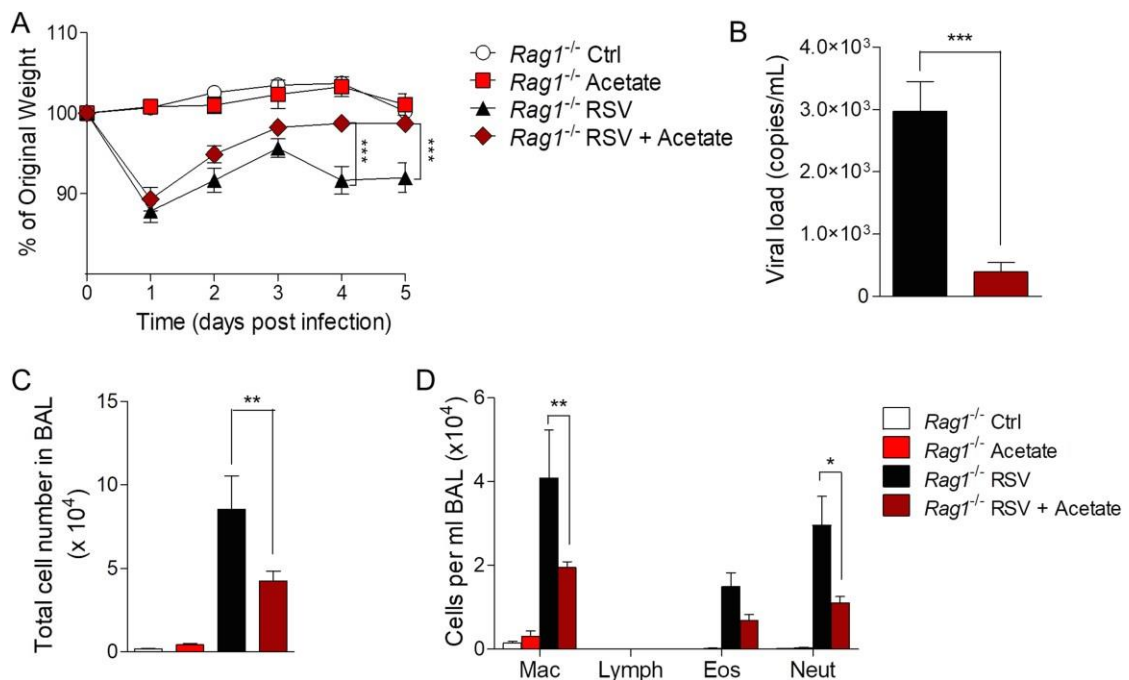 A
110
100
90
% of Original Weight
0 1 2 3 4 5
Time (days post infection)
***
***
Rag1-/- Ctrl
Rag1-/- Acetate
Rag1-/- RSV
Rag1-/- RSV + Acetate
B
4.0×10³
3.0×10³
2.0×10³
1.0×10³
0
Viral load (copies/mL)
***
C
15
10
5
0
Total cell number in BAL
(x 10⁴)
**
D
6
4
2
0
Cells per ml BAL (x10⁴)
**
*
Mac Lymph Eos Neut
Rag1-/- Ctrl
Rag1-/- Acetate
Rag1-/- RSV
Rag1-/- RSV + Acetate